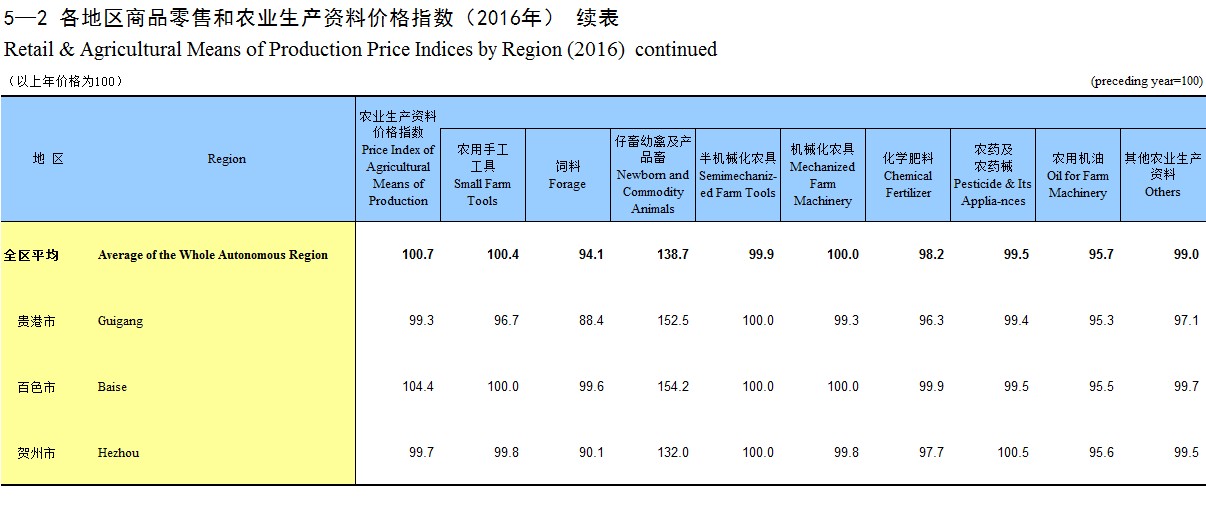 5—2 各地区商品零售和农业生产资料价格指数（2016年） 续表
Retail & Agricultural Means of Production Price Indices by Region (2016) continued
（以上年价格为100） (preceding year=100)
地 区 Region
农业生产资料
价格指数
Price Index of
Agricultural
Means of
Production
农用手工
工具
Small Farm
Tools
饲料
Forage
仔畜幼禽及产
品畜
Newborn and
Commodity
Animals
半机械化农具
Semimechaniz-
ed Farm Tools
机械化农具
Mechanized
Farm
Machinery
化学肥料
Chemical
Fertilizer
农药及
农药械
Pesticide & Its
Applia-nces
农用机油
Oil for Farm
Machinery
其他农业生产
资料
Others
全区平均 Average of the Whole Autonomous Region 100.7 100.4 94.1 138.7 99.9 100.0 98.2 99.5 95.7 99.0
贵港市 Guigang 99.3 96.7 88.4 152.5 100.0 99.3 96.3 99.4 95.3 97.1
百色市 Baise 104.4 100.0 99.6 154.2 100.0 100.0 99.9 99.5 95.5 99.7
贺州市 Hezhou 99.7 99.8 90.1 132.0 100.0 99.8 97.7 100.5 95.6 99.5